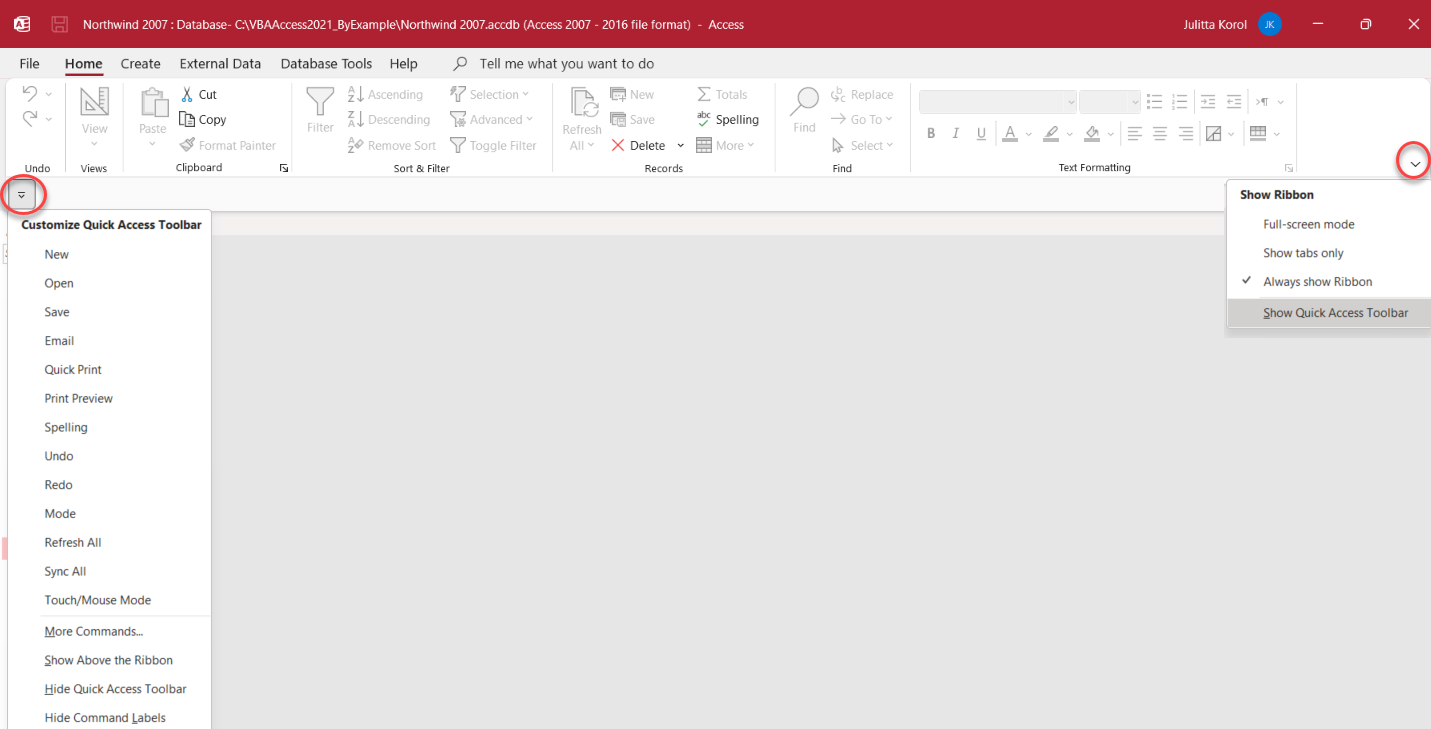 Northwind 2007 : Database- C:\VBAAccess2021_ByExample\Northwind 2007.accdb (Access 2007 - 2016 file format) - Access
Julitta Korol JK
File Home Create External Data Database Tools Help Tell me what you want to do
Undo
View
Views
Paste
Cut
Copy
Format Painter
Clipboard
Filter
Ascending
Descending
Remove Sort
Selection
Advanced
Toggle Filter
Sort & Filter
Refresh
All
New
Save
Delete
Totals
Spelling
More
Records
Find
Replace
Go To
Select
Find
B I U A
Text Formatting
Customize Quick Access Toolbar
New
Open
Save
Email
Quick Print
Print Preview
Spelling
Undo
Redo
Mode
Refresh All
Sync All
Touch/Mouse Mode
More Commands...
Show Above the Ribbon
Hide Quick Access Toolbar
Hide Command Labels
Show Ribbon
Full-screen mode
Show tabs only
Always show Ribbon
Show Quick Access Toolbar